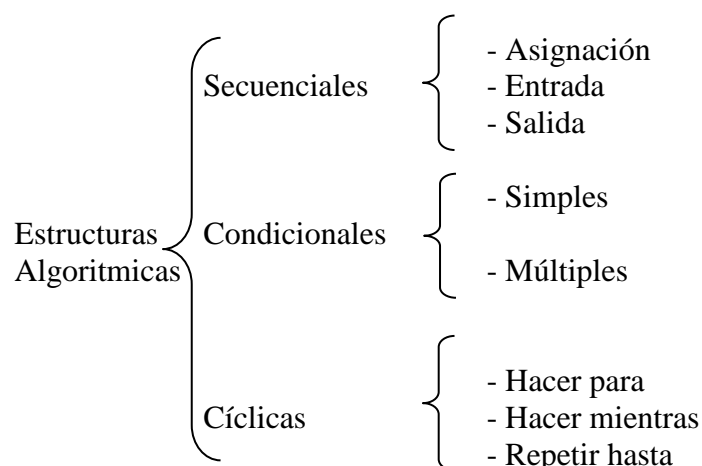 Estructuras
Algoritmicas
Secuenciales
- Asignación
- Entrada
- Salida
Condicionales
- Simples
- Múltiples
Cíclicas
- Hacer para
- Hacer mientras
- Repetir hasta